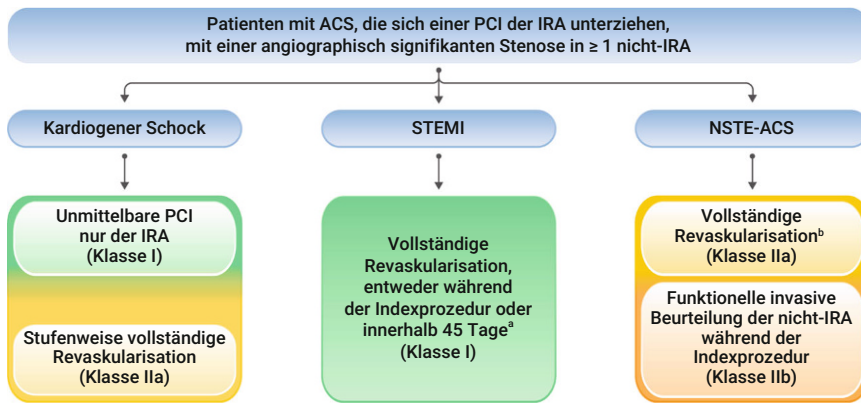 Patienten mit ACS, die sich einer PCI der IRA unterziehen,
mit einer angiographisch signifikanten Stenose in ≥ 1 nicht-IRA
Kardiogener Schock
STEMI
NSTE-ACS
Unmittelbare PCI
nur der IRA
(Klasse I)
Stufenweise vollständige
Revaskularisation
(Klasse IIa)
Vollständige
Revaskularisation,
entweder während
der Indexprozedur oder
innerhalb 45 Tageᵃ
(Klasse I)
Vollständige
Revaskularisationᵇ
(Klasse IIa)
Funktionelle invasive
Beurteilung der nicht-IRA
während der
Indexprozedur
(Klasse IIb)